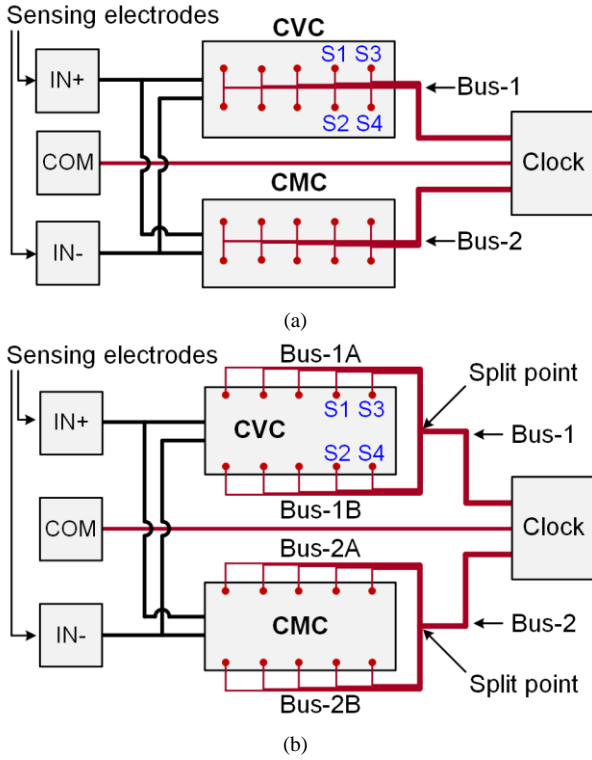 Sensing electrodes
CVC
S1 S3
IN+
Bus-1
S2 S4
COM
Clock
CMC
IN-
Bus-2
(a)
Sensing electrodes
Bus-1A
Split point
IN+
S1 S3
CVC
Bus-1
S2 S4
Bus-1B
COM
Clock
Bus-2A
IN-
CMC
Bus-2
Split point
Bus-2B
(b)